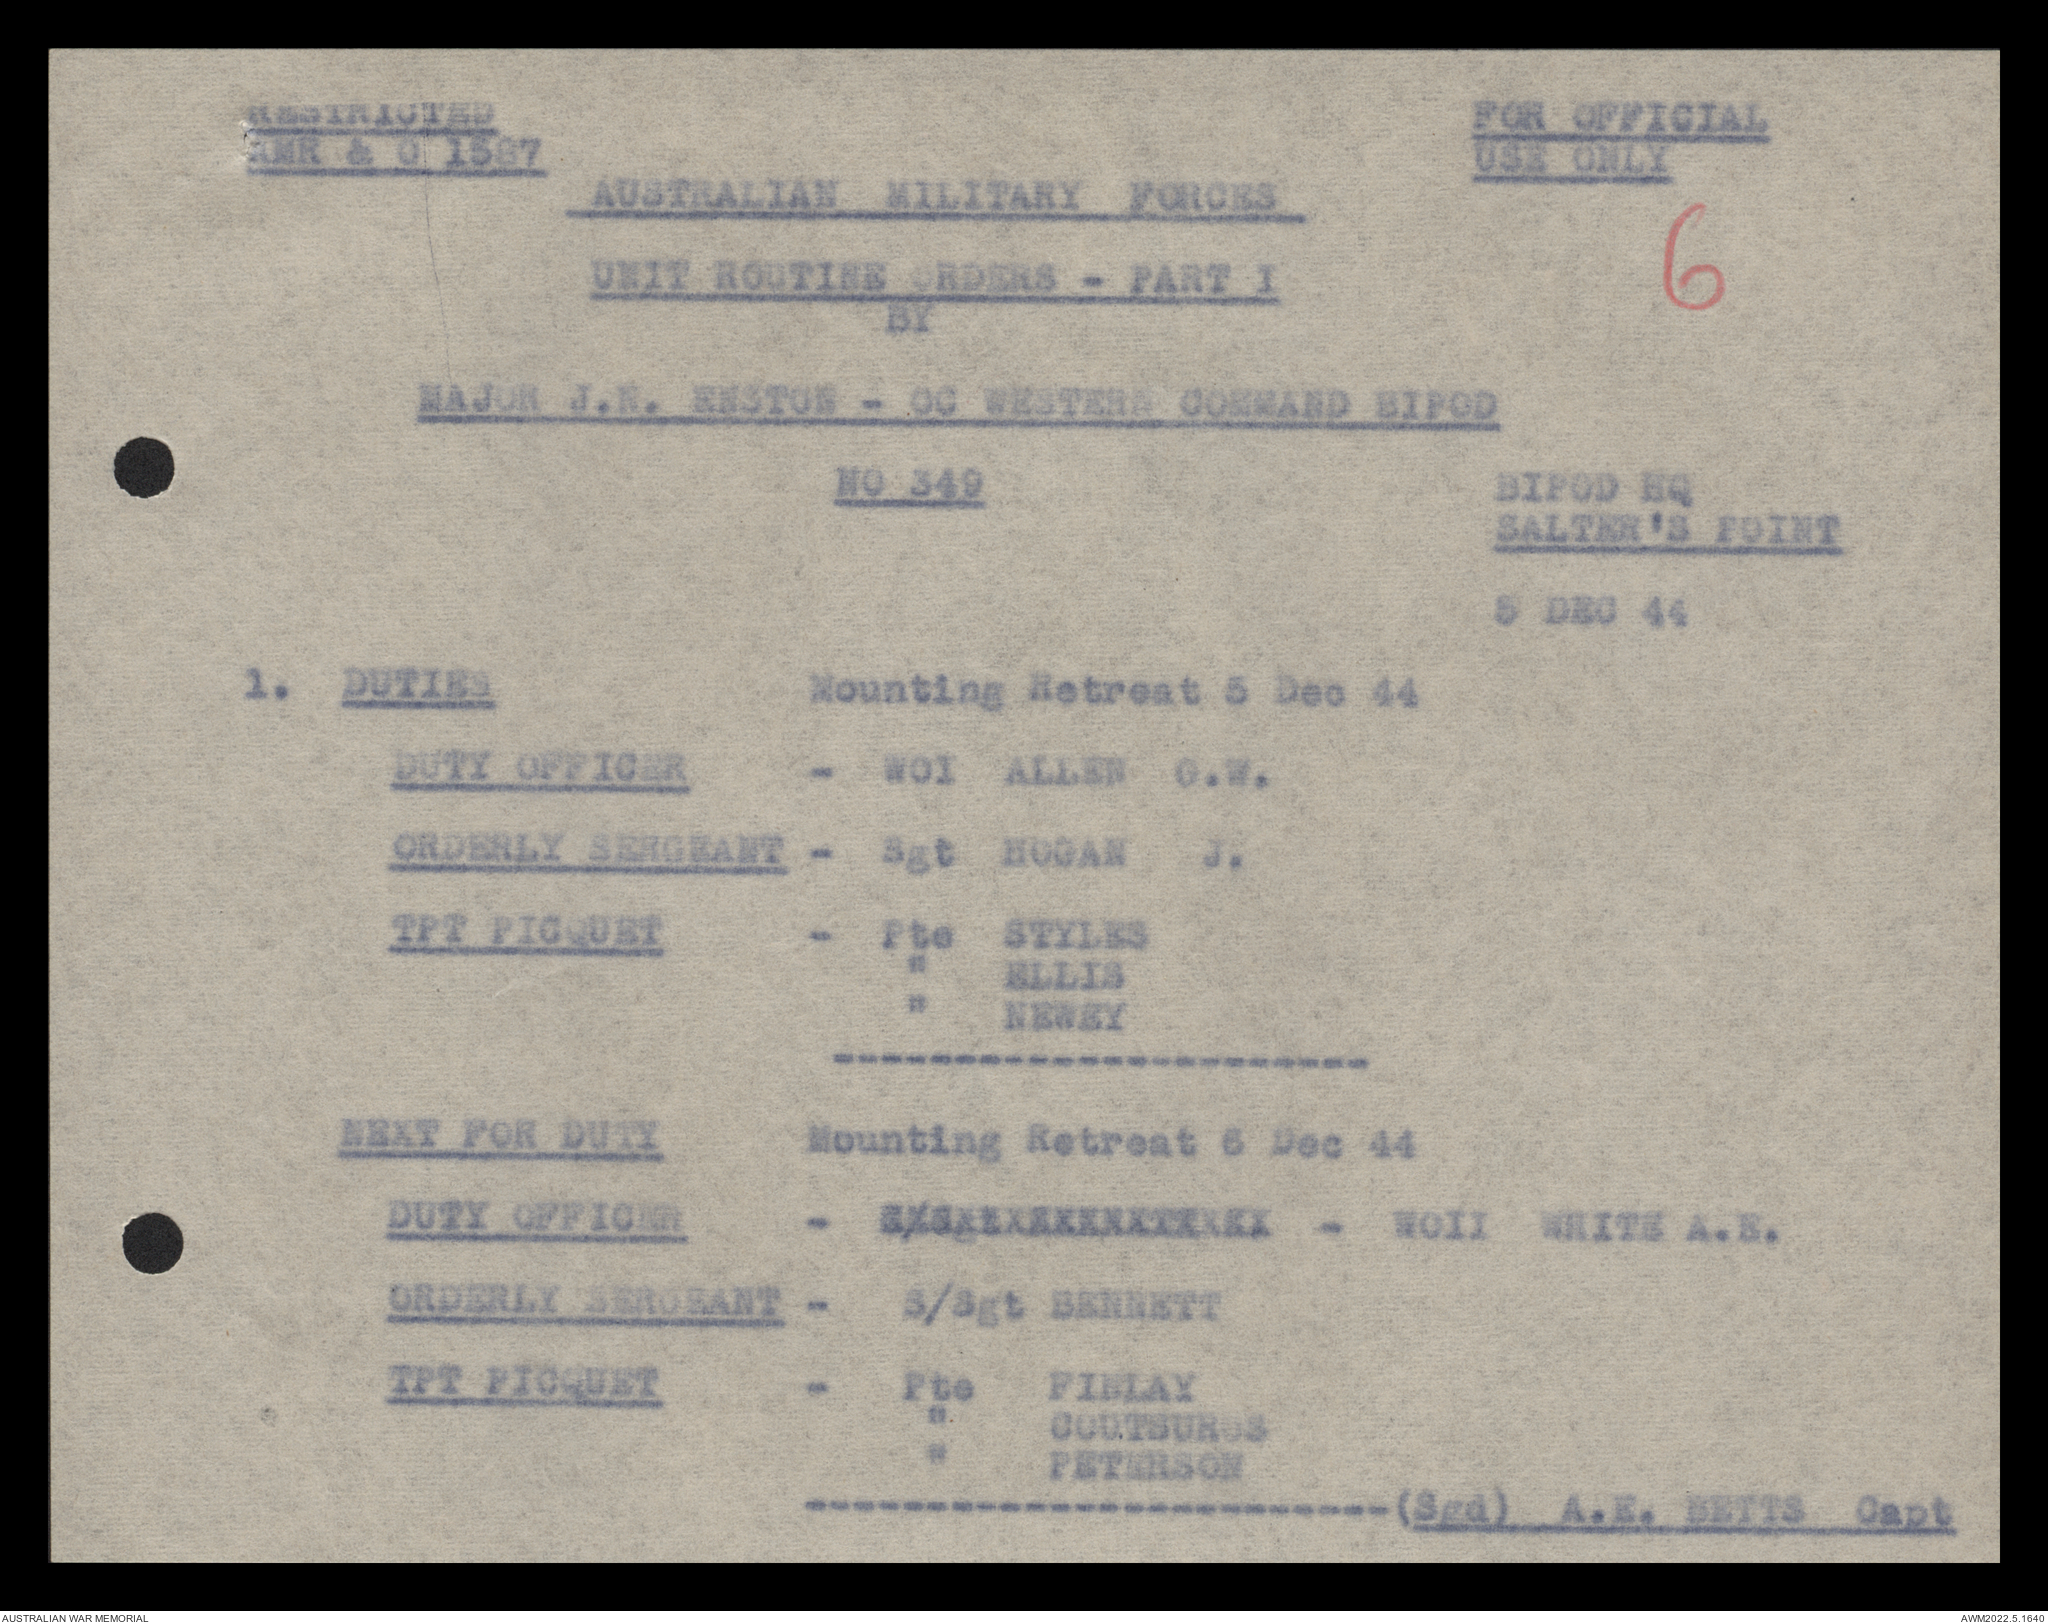 RESTRICTED
AMR & O 1587
FOR OFFICIAL
USE ONLY
6
AUSTRALIAN MILITARY FORCES
UNIT ROUTINE ORDERS - PART I
BY
MAJOR J.N. ENSTON - OC WESTERN COMMAND BIPOD
NO 349
BIPOD HQ
SALTER'S POINT
5 DEC 44
1. DUTIES Mounting Retreat 5 Dec 44
DUTY OFFICER - WOI ALLEN G.W.
ORDERLY SERGEANT - Sgt HOGAN J.
TPT PICQUET - Pte STYLES
" ELLIS
" NEWEY
----------------------
NEXT FOR DUTY Mounting Retreat 6 Dec 44
DUTY OFFICER - - WOII WHITE A.E.
ORDERLY SERGEANT - S/Sgt BENNETT
TPT PICQUET - Pte FINLAY
" COUTSUROS
" PETERSON
------------------------(Sgd) A.E. BETTS Capt
AUSTRALIAN WAR MEMORIAL
AWM2022.5.1640